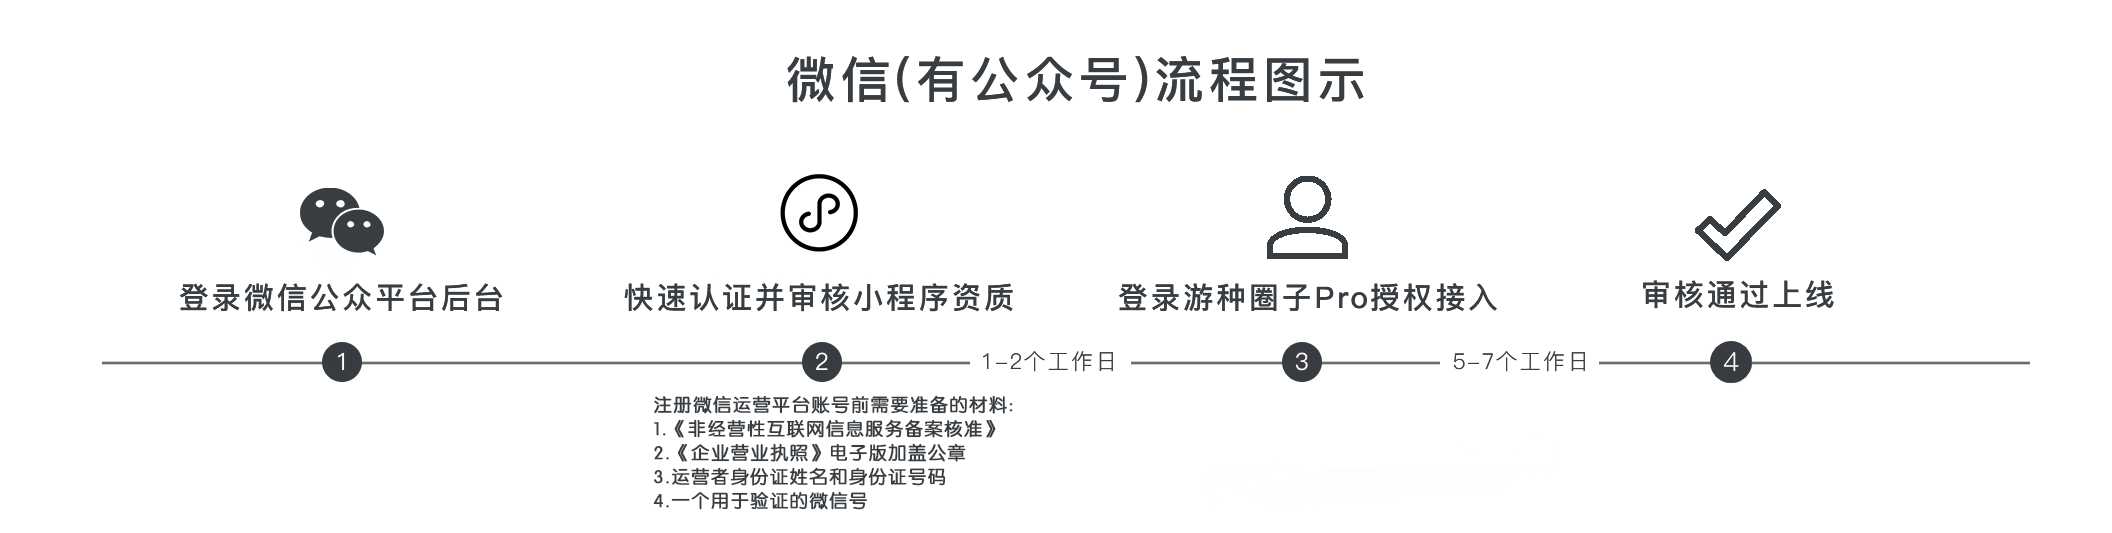 微信(有公众号)流程图示
登录微信公众平台后台
快速认证并审核小程序资质
登录游种圈子Pro授权接入
审核通过上线
1
2
1-2个工作日
3
5-7个工作日
4
注册微信运营平台账号前需要准备的材料:
1.《非经营性互联网信息服务备案核准》
2.《企业营业执照》电子版加盖公章
3.运营者身份证姓名和身份证号码
4.一个用于验证的微信号